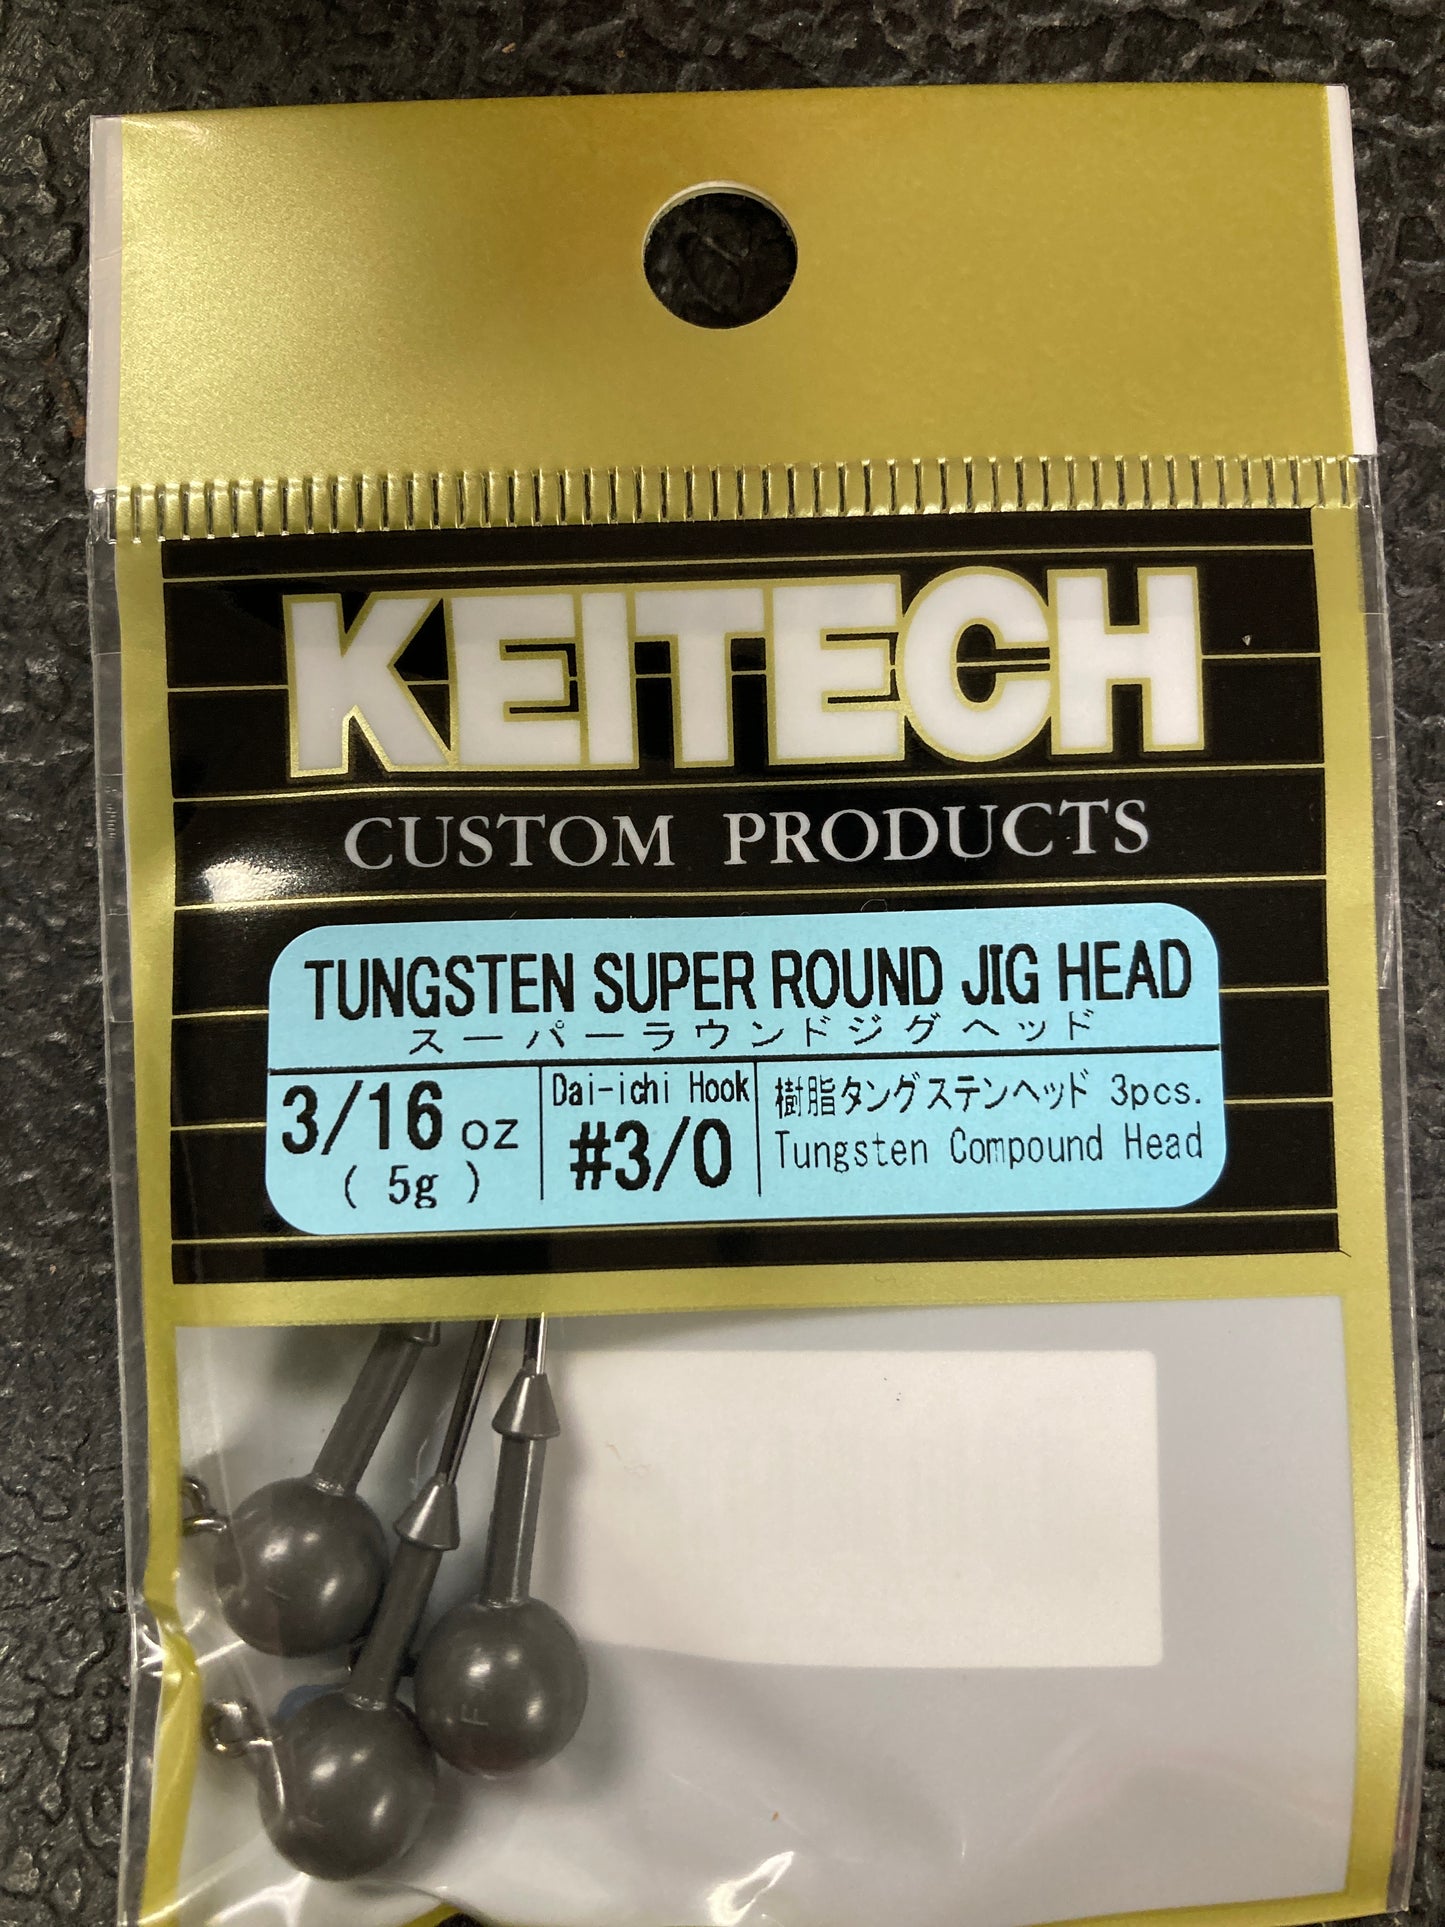 KEITECH
CUSTOM PRODUCTS
TUNGSTEN SUPER ROUND JIG HEAD
スーパーラウンドジグヘッド
3/16 oz
( 5g )
Dai-ichi Hook
#3/0
樹脂タングステンヘッド 3pcs.
Tungsten Compound Head